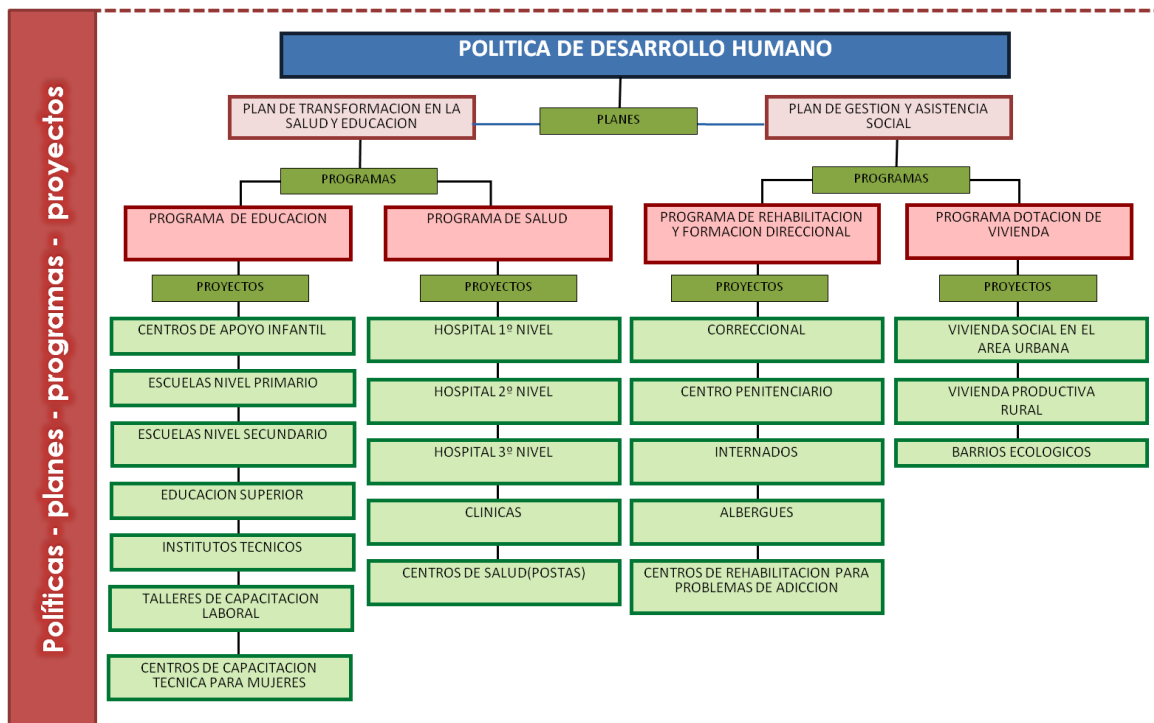 Políticas - planes - programas - proyectos
POLITICA DE DESARROLLO HUMANO
PLAN DE TRANSFORMACION EN LA
SALUD Y EDUCACION
PLANES
PLAN DE GESTION Y ASISTENCIA
SOCIAL
PROGRAMAS
PROGRAMAS
PROGRAMA DE EDUCACION
PROGRAMA DE SALUD
PROGRAMA DE REHABILITACION
Y FORMACION DIRECCIONAL
PROGRAMA DOTACION DE
VIVIENDA
PROYECTOS
PROYECTOS
PROYECTOS
PROYECTOS
CENTROS DE APOYO INFANTIL
ESCUELAS NIVEL PRIMARIO
ESCUELAS NIVEL SECUNDARIO
EDUCACION SUPERIOR
INSTITUTOS TECNICOS
TALLERES DE CAPACITACION
LABORAL
CENTROS DE CAPACITACION
TECNICA PARA MUJERES
HOSPITAL 1º NIVEL
HOSPITAL 2º NIVEL
HOSPITAL 3º NIVEL
CLINICAS
CENTROS DE SALUD(POSTAS)
CORRECCIONAL
CENTRO PENITENCIARIO
INTERNADOS
ALBERGUES
CENTROS DE REHABILITACION PARA
PROBLEMAS DE ADICCION
VIVIENDA SOCIAL EN EL
AREA URBANA
VIVIENDA PRODUCTIVA
RURAL
BARRIOS ECOLOGICOS